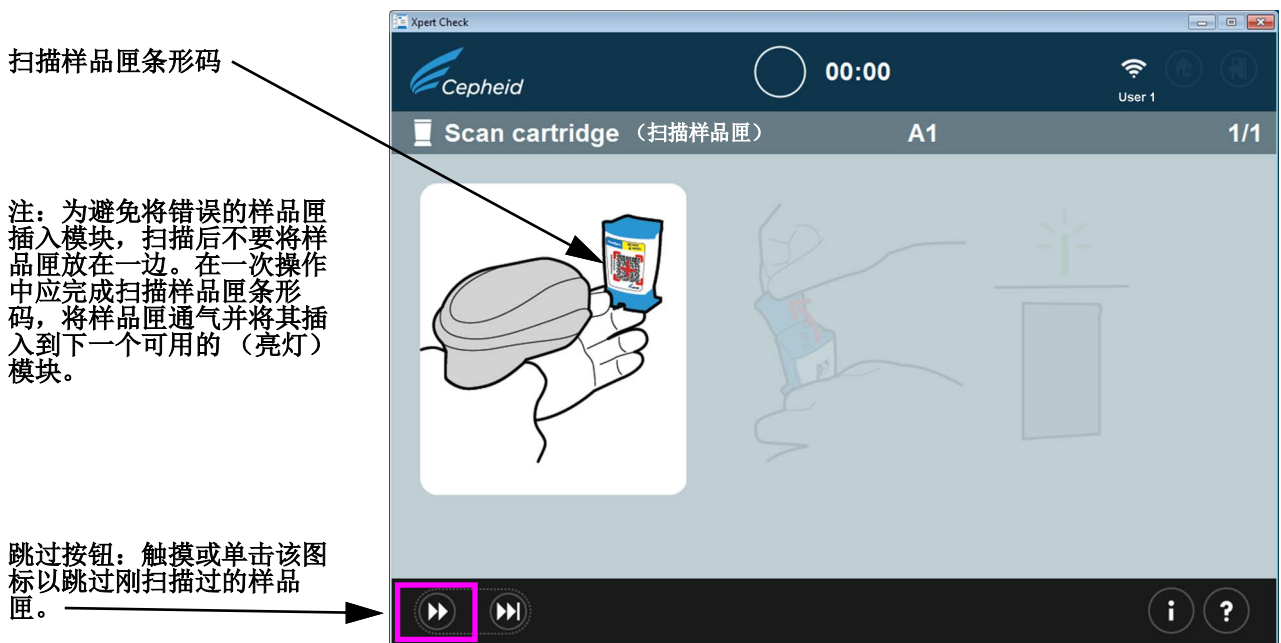 Xpert Check
扫描样品匣条形码
Cepheid
00:00
User 1
Scan cartridge （扫描样品匣）
A1
1/1
注：为避免将错误的样品匣
插入模块，扫描后不要将样
品匣放在一边。在一次操作
中应完成扫描样品匣条形
码，将样品匣通气并将其插
入到下一个可用的 （亮灯）
模块。
跳过按钮：触摸或单击该图
标以跳过刚扫描过的样品
匣。
i
?